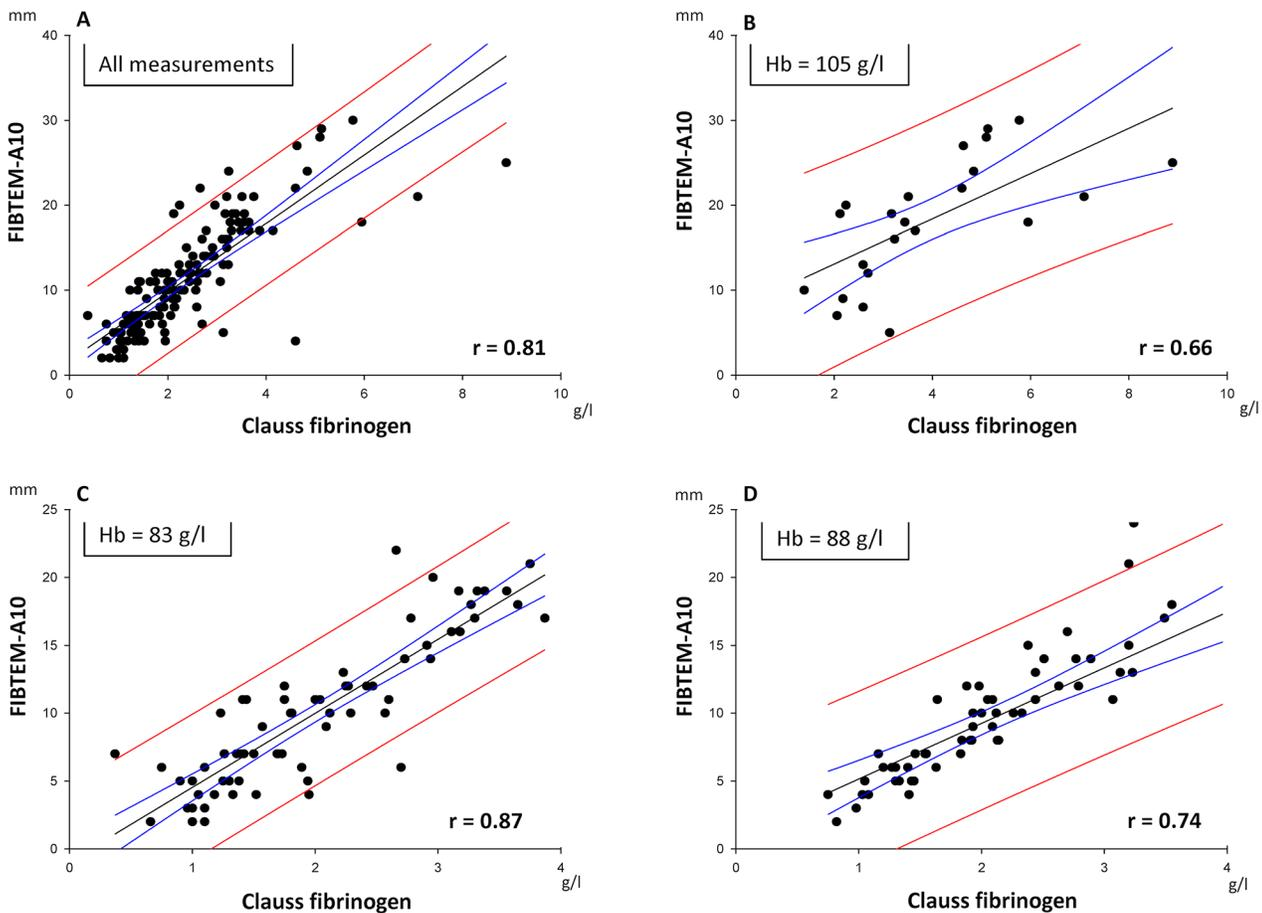 mm
A
40
All measurements
30
20
10
0
FIBTEM-A10
r = 0.81
0 2 4 6 8 10
g/l
Clauss fibrinogen
mm
B
40
Hb = 105 g/l
30
20
10
0
FIBTEM-A10
r = 0.66
0 2 4 6 8 10
g/l
Clauss fibrinogen
mm
C
25
Hb = 83 g/l
20
15
10
5
0
FIBTEM-A10
r = 0.87
0 1 2 3 4
g/l
Clauss fibrinogen
mm
D
25
Hb = 88 g/l
20
15
10
5
0
FIBTEM-A10
r = 0.74
0 1 2 3 4
g/l
Clauss fibrinogen